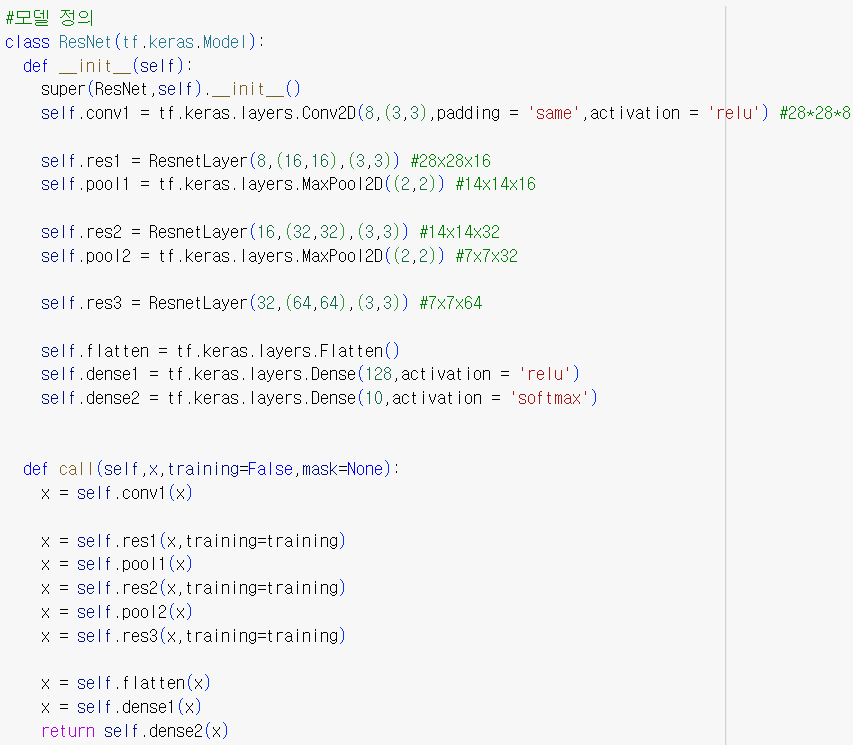 #모델 정의
class ResNet(tf.keras.Model):
  def __init__(self):
    super(ResNet,self).__init__()
    self.conv1 = tf.keras.layers.Conv2D(8,(3,3),padding = 'same',activation = 'relu') #28*28*8
    self.res1 = ResnetLayer(8,(16,16),(3,3)) #28x28x16
    self.pool1 = tf.keras.layers.MaxPool2D((2,2)) #14x14x16
    self.res2 = ResnetLayer(16,(32,32),(3,3)) #14x14x32
    self.pool2 = tf.keras.layers.MaxPool2D((2,2)) #7x7x32
    self.res3 = ResnetLayer(32,(64,64),(3,3)) #7x7x64
    self.flatten = tf.keras.layers.Flatten()
    self.dense1 = tf.keras.layers.Dense(128,activation = 'relu')
    self.dense2 = tf.keras.layers.Dense(10,activation = 'softmax')
  def call(self,x,training=False,mask=None):
    x = self.conv1(x)
    x = self.res1(x,training=training)
    x = self.pool1(x)
    x = self.res2(x,training=training)
    x = self.pool2(x)
    x = self.res3(x,training=training)
    x = self.flatten(x)
    x = self.dense1(x)
    return self.dense2(x)